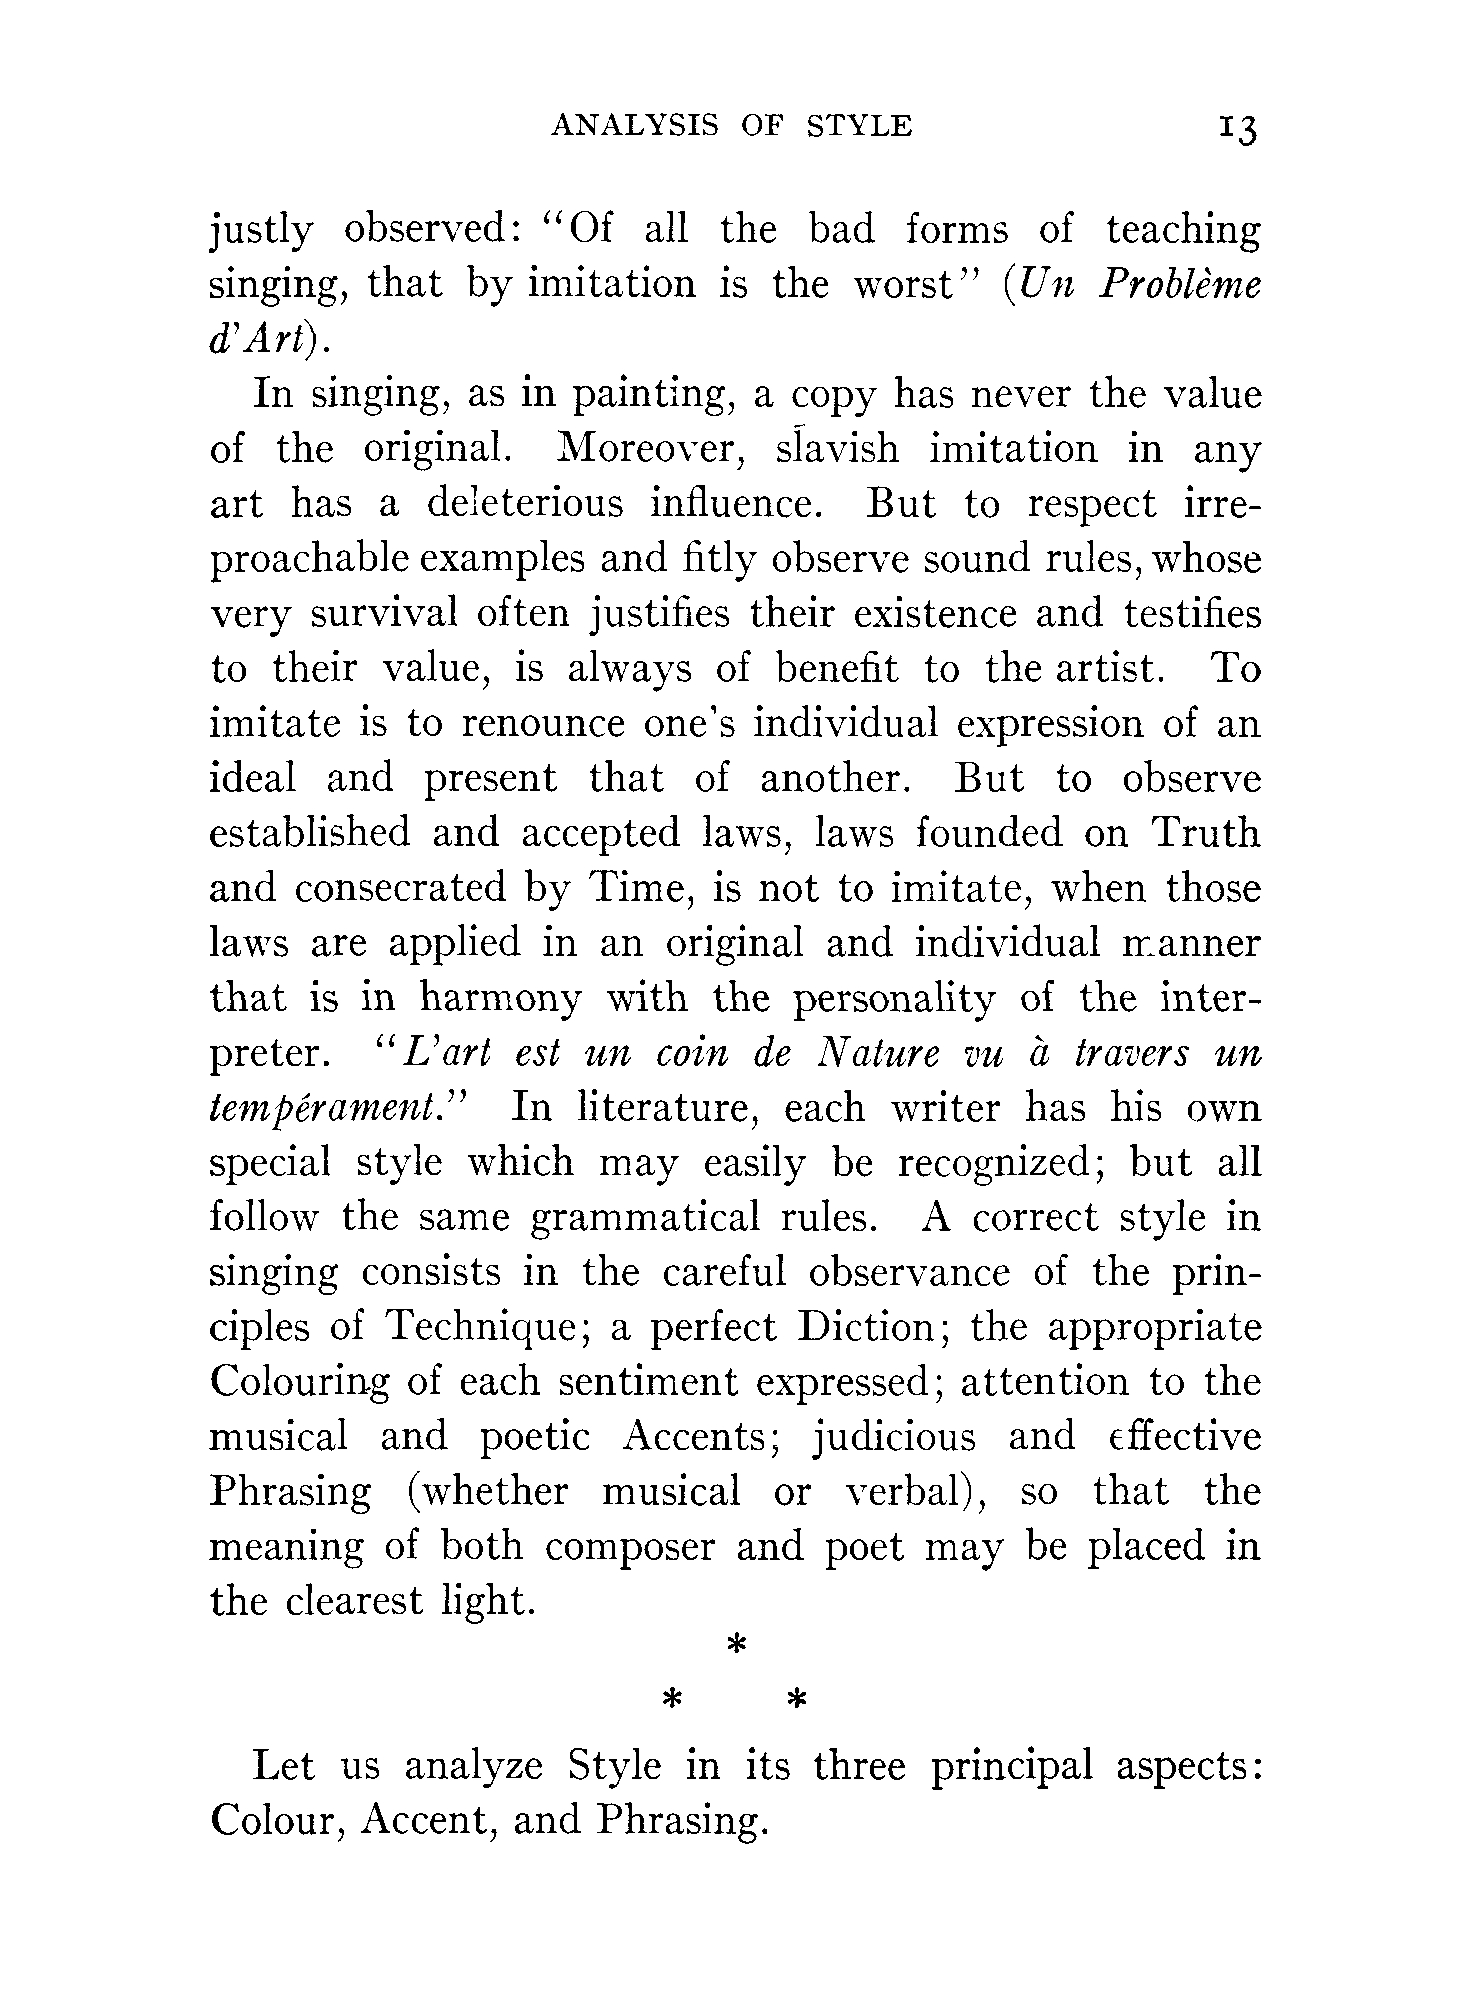 ANALYSIS OF STYLE 13
justly observed: "Of all the bad forms of teaching
singing, that by imitation is the worst" (Un Problème
d'Art).
In singing, as in painting, a copy has never the value
of the original. Moreover, slavish imitation in any
art has a deleterious influence. But to respect irre-
proachable examples and fitly observe sound rules, whose
very survival often justifies their existence and testifies
to their value, is always of benefit to the artist. To
imitate is to renounce one's individual expression of an
ideal and present that of another. But to observe
established and accepted laws, laws founded on Truth
and consecrated by Time, is not to imitate, when those
laws are applied in an original and individual manner
that is in harmony with the personality of the inter-
preter. "L'art est un coin de Nature vu à travers un
tempérament." In literature, each writer has his own
special style which may easily be recognized; but all
follow the same grammatical rules. A correct style in
singing consists in the careful observance of the prin-
ciples of Technique; a perfect Diction; the appropriate
Colouring of each sentiment expressed; attention to the
musical and poetic Accents; judicious and effective
Phrasing (whether musical or verbal), so that the
meaning of both composer and poet may be placed in
the clearest light.
*
* *
Let us analyze Style in its three principal aspects:
Colour, Accent, and Phrasing.